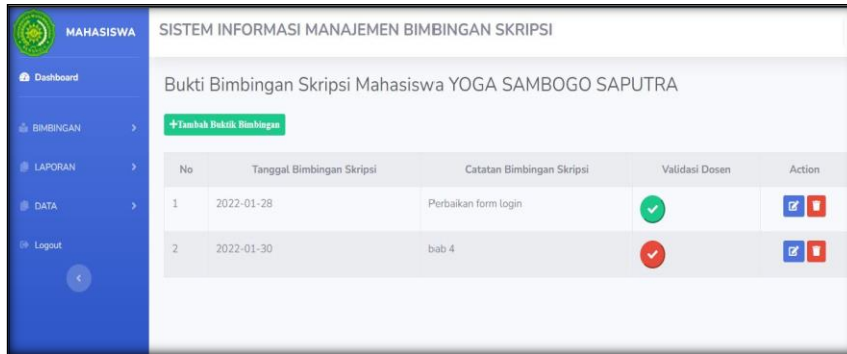 MAHASISWA
SISTEM INFORMASI MANAJEMEN BIMBINGAN SKRIPSI
Dashboard
BIMBINGAN
LAPORAN
DATA
Logout
Bukti Bimbingan Skripsi Mahasiswa YOGA SAMBOGO SAPUTRA
+Tambah Buktik Bimbingan
No Tanggal Bimbingan Skripsi Catatan Bimbingan Skripsi Validasi Dosen Action
1 2022-01-28 Perbaikan form login
2 2022-01-30 bab 4